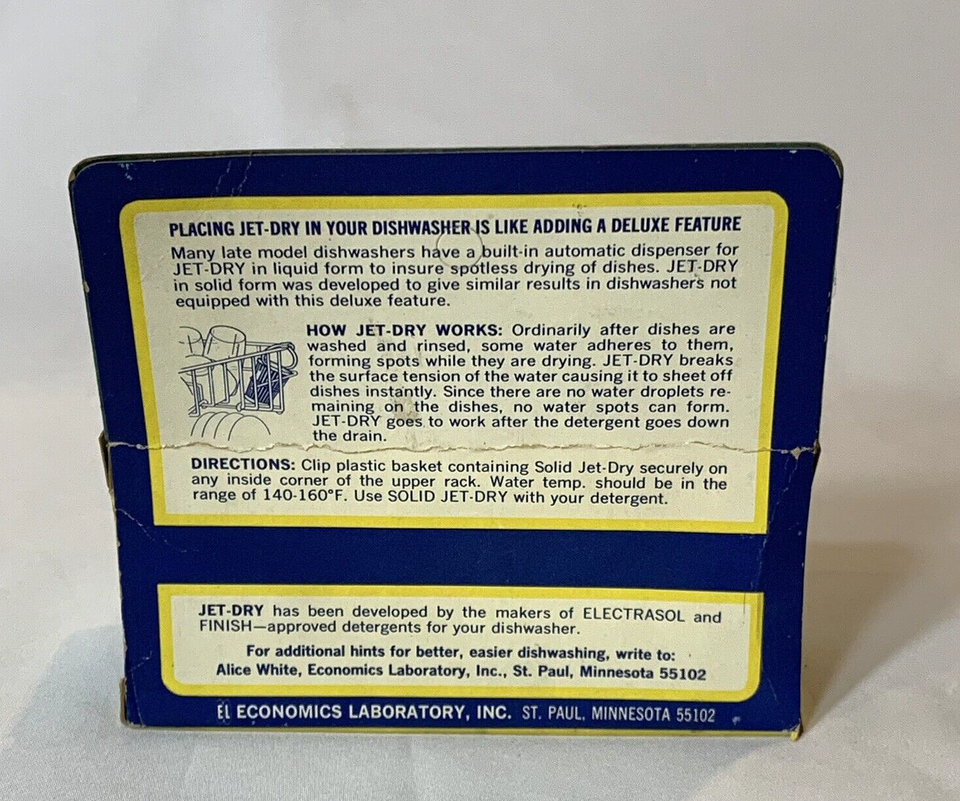 PLACING JET-DRY IN YOUR DISHWASHER IS LIKE ADDING A DELUXE FEATURE
Many late model dishwashers have a built-in automatic dispenser for
JET-DRY in liquid form to insure spotless drying of dishes. JET-DRY
in solid form was developed to give similar results in dishwashers not
equipped with this deluxe feature.
HOW JET-DRY WORKS: Ordinarily after dishes are
washed and rinsed, some water adheres to them,
forming spots while they are drying. JET-DRY breaks
the surface tension of the water causing it to sheet off
dishes instantly. Since there are no water droplets re-
maining on the dishes, no water spots can form.
JET-DRY goes to work after the detergent goes down
the drain.
DIRECTIONS: Clip plastic basket containing Solid Jet-Dry securely on
any inside corner of the upper rack. Water temp. should be in the
range of 140-160°F. Use SOLID JET-DRY with your detergent.
JET-DRY has been developed by the makers of ELECTRASOL and
FINISH—approved detergents for your dishwasher.
For additional hints for better, easier dishwashing, write to:
Alice White, Economics Laboratory, Inc., St. Paul, Minnesota 55102
EL ECONOMICS LABORATORY, INC. ST. PAUL, MINNESOTA 55102